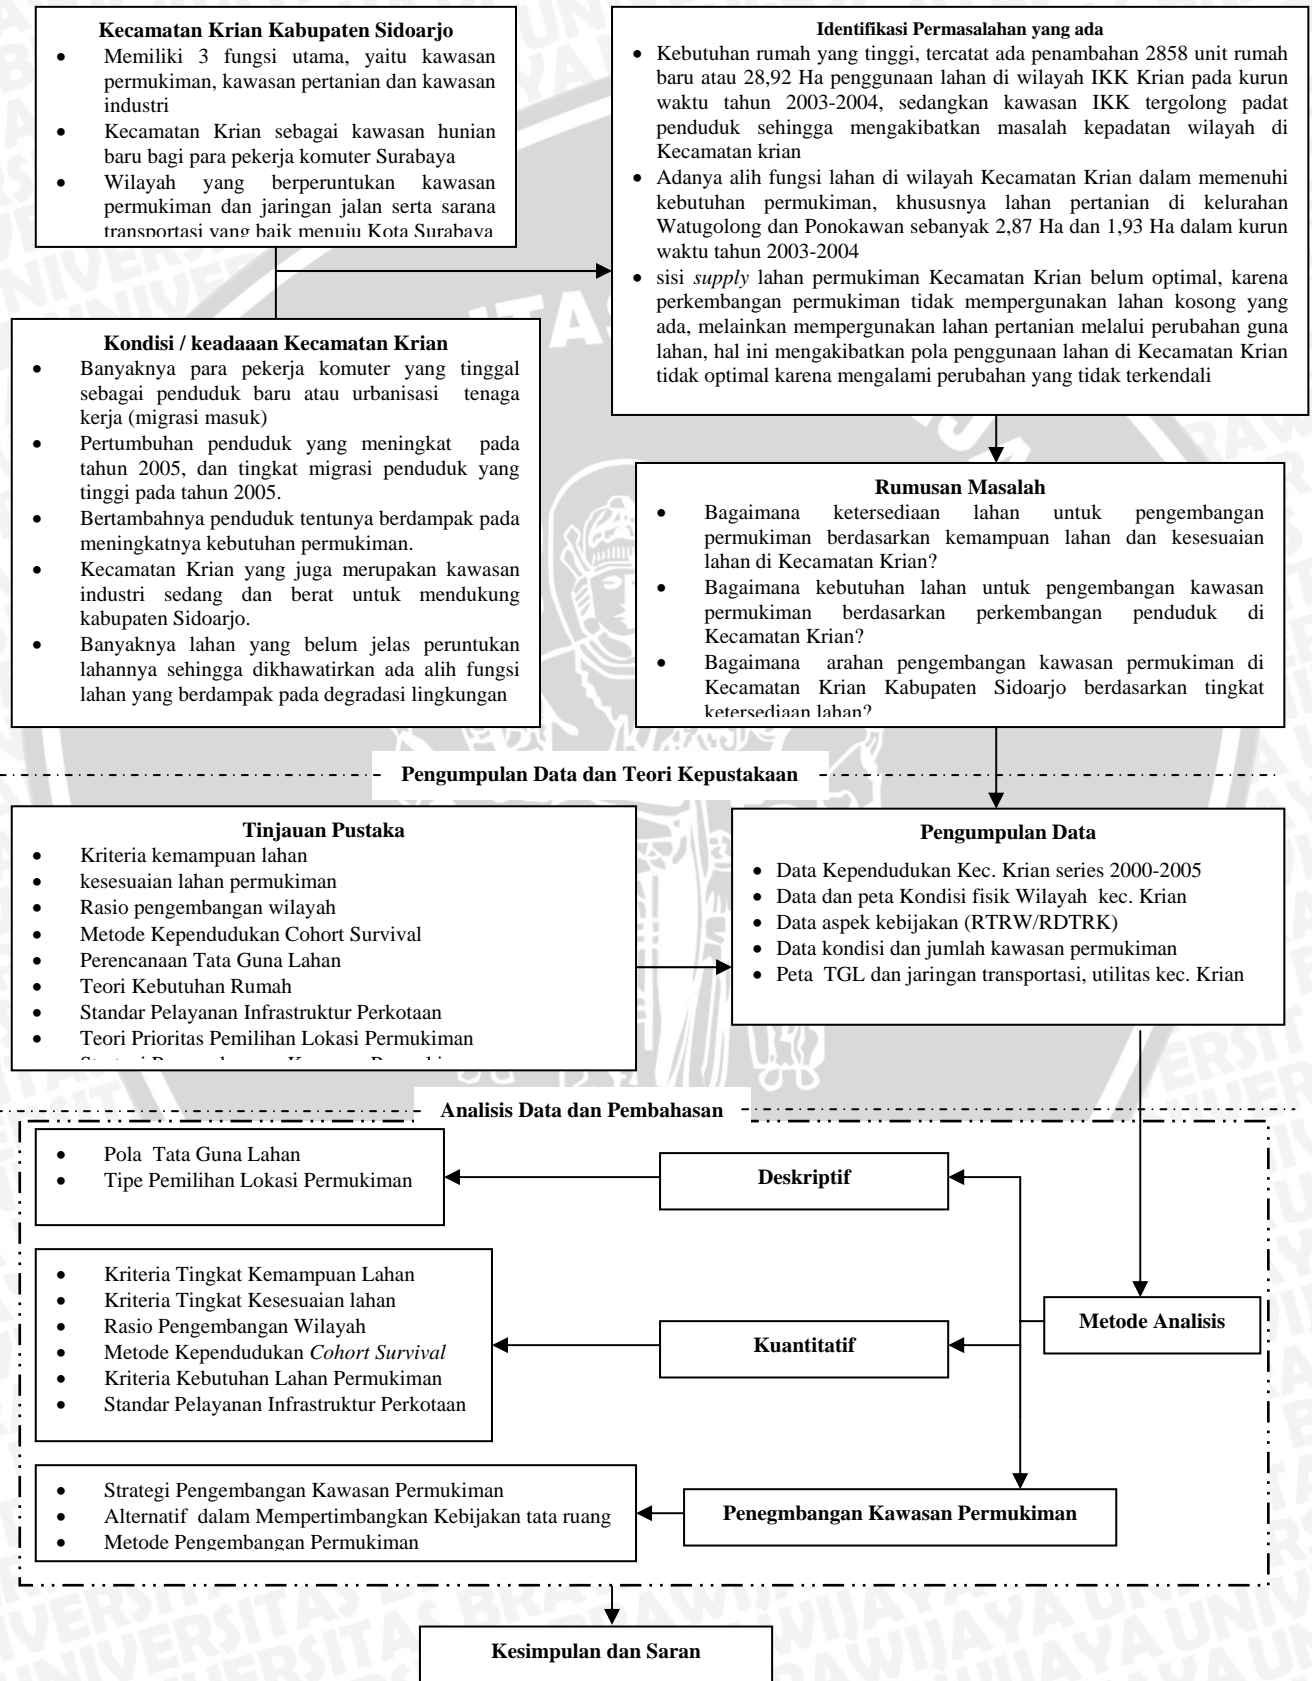 Kecamatan Krian Kabupaten Sidoarjo
• Memiliki 3 fungsi utama, yaitu kawasan
permukiman, kawasan pertanian dan kawasan
industri
• Kecamatan Krian sebagai kawasan hunian
baru bagi para pekerja komuter Surabaya
• Wilayah yang berperuntukan kawasan
permukiman dan jaringan jalan serta sarana
transportasi yang baik menuju Kota Surabaya
Identifikasi Permasalahan yang ada
• Kebutuhan rumah yang tinggi, tercatat ada penambahan 2858 unit rumah
baru atau 28,92 Ha penggunaan lahan di wilayah IKK Krian pada kurun
waktu tahun 2003-2004, sedangkan kawasan IKK tergolong padat
penduduk sehingga mengakibatkan masalah kepadatan wilayah di
Kecamatan krian
• Adanya alih fungsi lahan di wilayah Kecamatan Krian dalam memenuhi
kebutuhan permukiman, khususnya lahan pertanian di kelurahan
Watugolong dan Ponokawan sebanyak 2,87 Ha dan 1,93 Ha dalam kurun
waktu tahun 2003-2004
• sisi supply lahan permukiman Kecamatan Krian belum optimal, karena
perkembangan permukiman tidak mempergunakan lahan kosong yang
ada, melainkan mempergunakan lahan pertanian melalui perubahan guna
lahan, hal ini mengakibatkan pola penggunaan lahan di Kecamatan Krian
tidak optimal karena mengalami perubahan yang tidak terkendali
Kondisi / keadaaan Kecamatan Krian
• Banyaknya para pekerja komuter yang tinggal
sebagai penduduk baru atau urbanisasi tenaga
kerja (migrasi masuk)
• Pertumbuhan penduduk yang meningkat pada
tahun 2005, dan tingkat migrasi penduduk yang
tinggi pada tahun 2005.
• Bertambahnya penduduk tentunya berdampak pada
meningkatnya kebutuhan permukiman.
• Kecamatan Krian yang juga merupakan kawasan
industri sedang dan berat untuk mendukung
kabupaten Sidoarjo.
• Banyaknya lahan yang belum jelas peruntukan
lahannya sehingga dikhawatirkan ada alih fungsi
lahan yang berdampak pada degradasi lingkungan
Rumusan Masalah
• Bagaimana ketersediaan lahan untuk pengembangan
permukiman berdasarkan kemampuan lahan dan kesesuaian
lahan di Kecamatan Krian?
• Bagaimana kebutuhan lahan untuk pengembangan kawasan
permukiman berdasarkan perkembangan penduduk di
Kecamatan Krian?
• Bagaimana arahan pengembangan kawasan permukiman di
Kecamatan Krian Kabupaten Sidoarjo berdasarkan tingkat
ketersediaan lahan?
Pengumpulan Data dan Teori Kepustakaan
Tinjauan Pustaka
• Kriteria kemampuan lahan
• kesesuaian lahan permukiman
• Rasio pengembangan wilayah
• Metode Kependudukan Cohort Survival
• Perencanaan Tata Guna Lahan
• Teori Kebutuhan Rumah
• Standar Pelayanan Infrastruktur Perkotaan
• Teori Prioritas Pemilihan Lokasi Permukiman
Pengumpulan Data
• Data Kependudukan Kec. Krian series 2000-2005
• Data dan peta Kondisi fisik Wilayah kec. Krian
• Data aspek kebijakan (RTRW/RDTRK)
• Data kondisi dan jumlah kawasan permukiman
• Peta TGL dan jaringan transportasi, utilitas kec. Krian
Analisis Data dan Pembahasan
• Pola Tata Guna Lahan
• Tipe Pemilihan Lokasi Permukiman
Deskriptif
• Kriteria Tingkat Kemampuan Lahan
• Kriteria Tingkat Kesesuaian lahan
• Rasio Pengembangan Wilayah
• Metode Kependudukan Cohort Survival
• Kriteria Kebutuhan Lahan Permukiman
• Standar Pelayanan Infrastruktur Perkotaan
Kuantitatif
Metode Analisis
• Strategi Pengembangan Kawasan Permukiman
• Alternatif dalam Mempertimbangkan Kebijakan tata ruang
• Metode Pengembangan Permukiman
Penegmbangan Kawasan Permukiman
Kesimpulan dan Saran